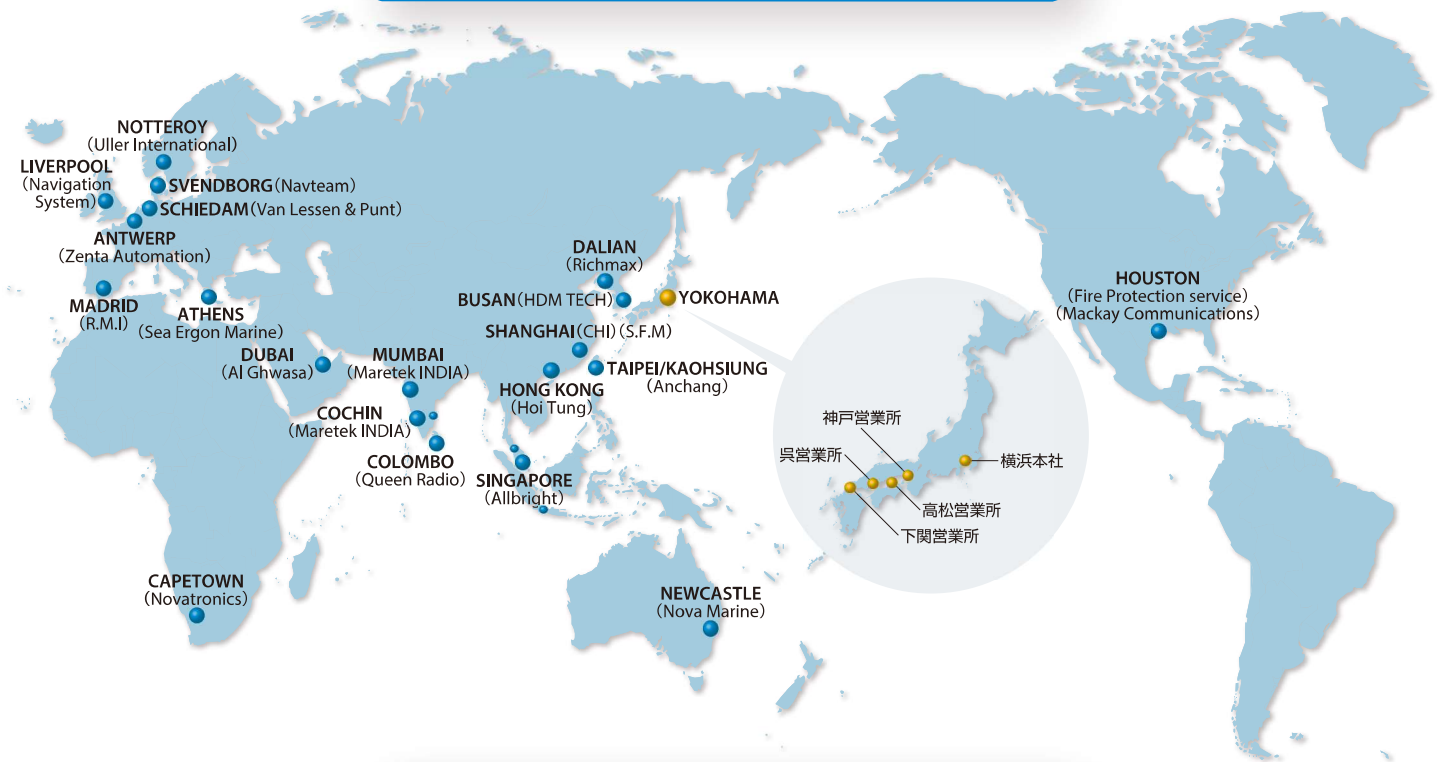 NOTTEROY
(Uller International)
LIVERPOOL
(Navigation
System)
SVENDBORG(Navteam)
SCHIEDAM(Van Lessen & Punt)
ANTWERP
(Zenta Automation)
MADRID
(R.M.I)
ATHENS
(Sea Ergon Marine)
DUBAI
(Al Ghwasa)
MUMBAI
(Maretek INDIA)
COCHIN
(Maretek INDIA)
COLOMBO
(Queen Radio)
DALIAN
(Richmax)
BUSAN(HDM TECH)
YOKOHAMA
SHANGHAI(CHI)(S.F.M)
TAIPEI/KAOHSIUNG
(Anchang)
HONG KONG
(Hoi Tung)
SINGAPORE
(Allbright)
CAPETOWN
(Novatronics)
NEWCASTLE
(Nova Marine)
HOUSTON
(Fire Protection service)
(Mackay Communications)
神戸営業所
呉営業所
横浜本社
高松営業所
下関営業所